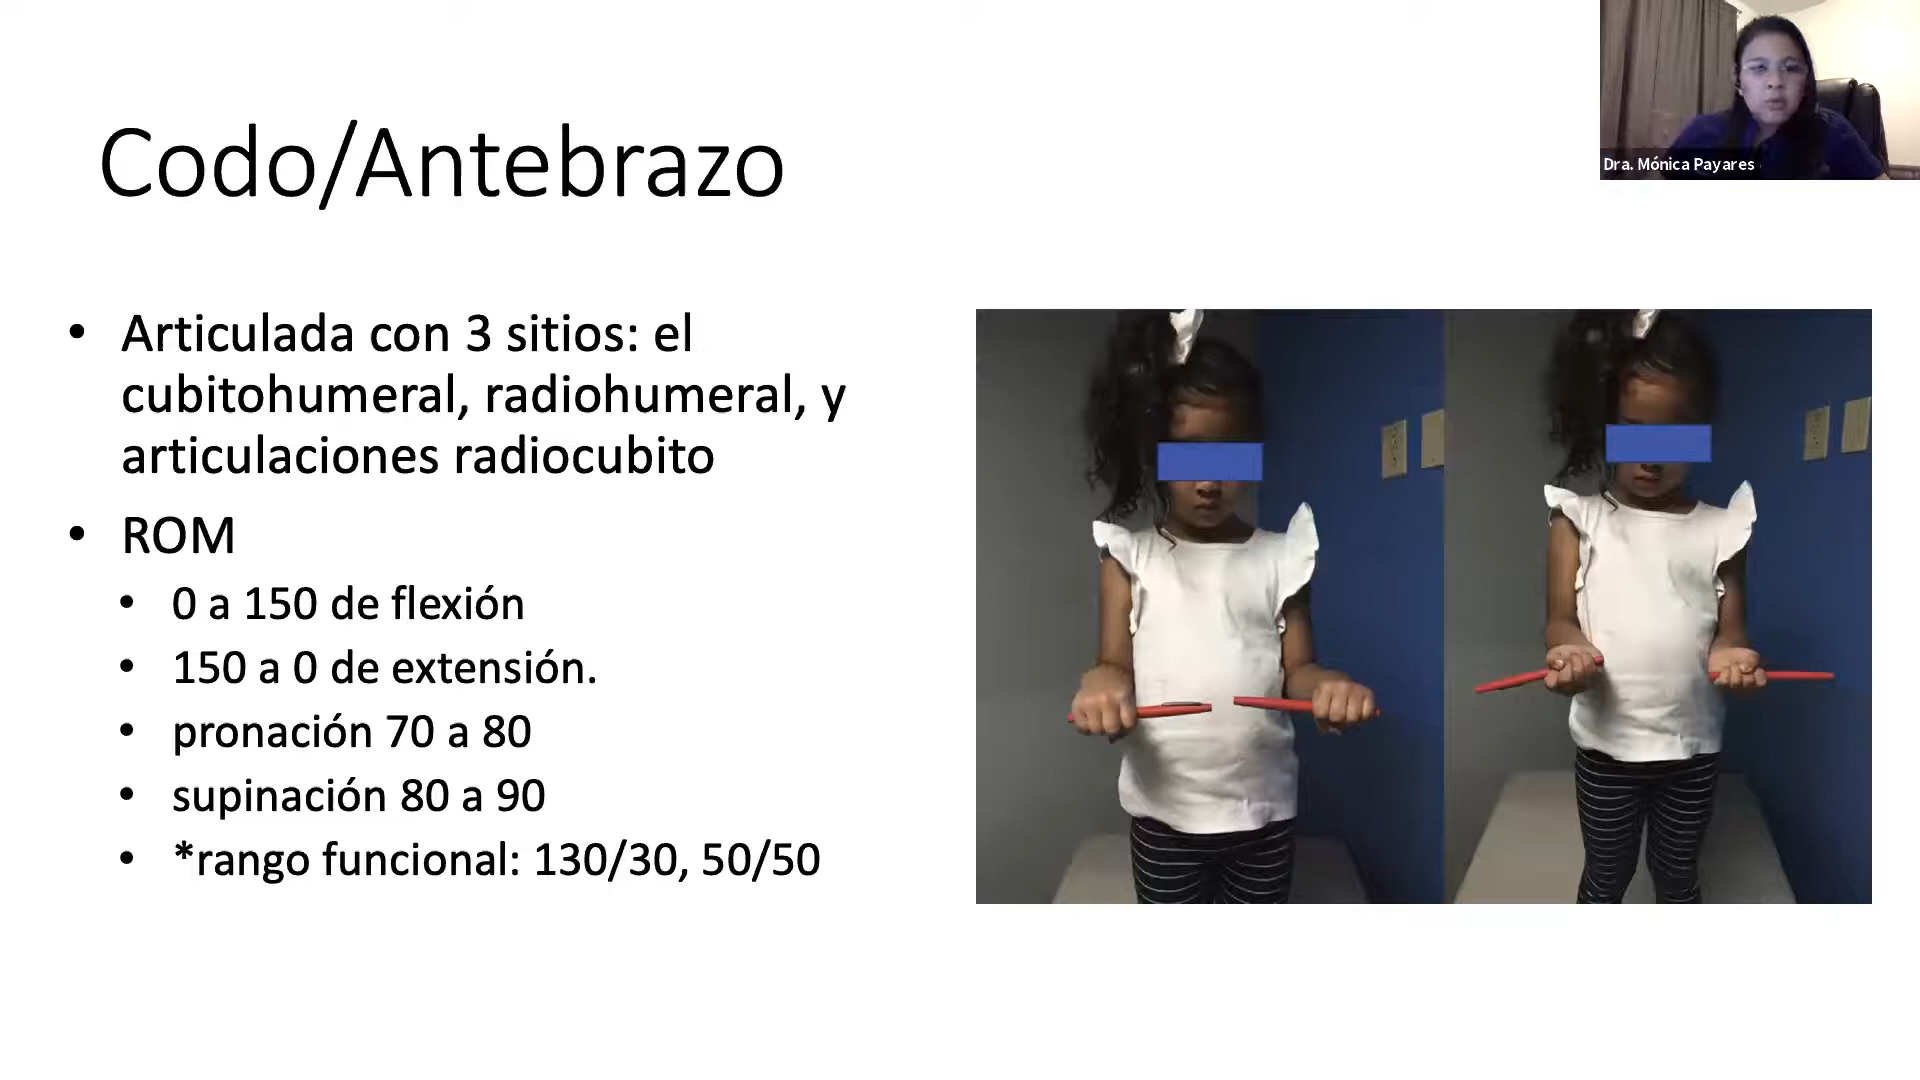 Dra. Mónica Payares
Codo/Antebrazo
• Articulada con 3 sitios: el
cubitohumeral, radiohumeral, y
articulaciones radiocubito
• ROM
• 0 a 150 de flexión
• 150 a 0 de extensión.
• pronación 70 a 80
• supinación 80 a 90
• *rango funcional: 130/30, 50/50